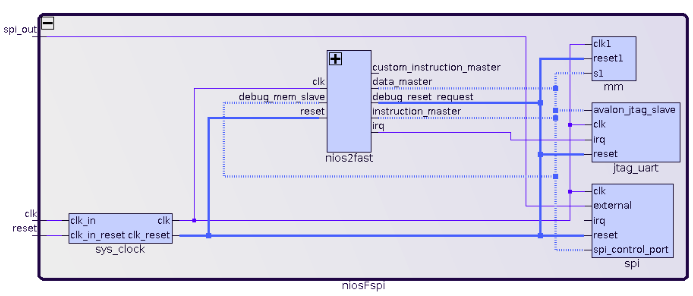 spi_out
clk
reset
clk_in clk
clk_in_reset clk_reset
sys_clock
custom_instruction_master
clk data_master
debug_mem_slave debug_reset_request
reset instruction_master
irq
nios2fast
clk1
reset1
s1
mm
avalon_jtag_slave
clk
irq
reset
jtag_uart
clk
external
irq
reset
spi_control_port
spi
niosFspi